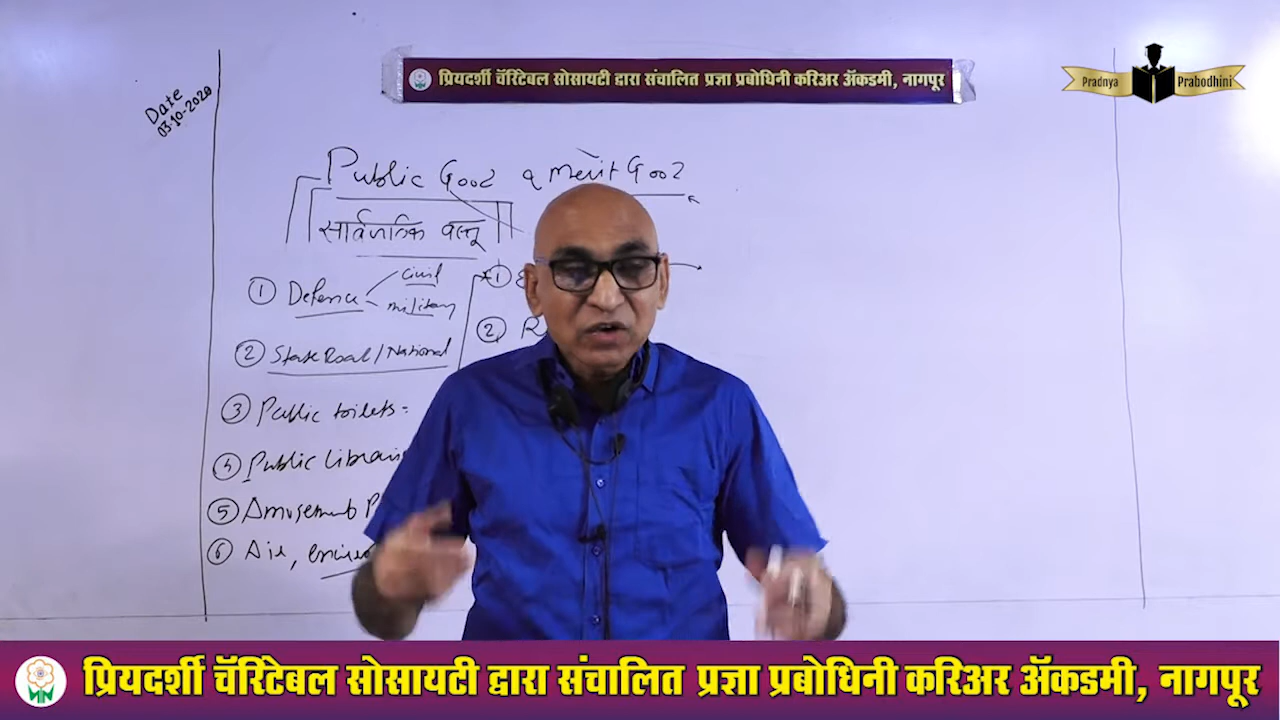 प्रियदर्शी चॅरिटेबल सोसायटी द्वारा संचालित प्रज्ञा प्रबोधिनी करिअर ॲकडमी, नागपूर
Pradnya Prabodhini
Date
03-10-2020
Public Good & merit Good
सार्वजनिक वस्तू
① Defence
civil
military
①
② State Road / National
② R
③ Public toilets
④ Public
⑤ Amusement P
⑥ Air,
प्रियदर्शी चॅरिटेबल सोसायटी द्वारा संचालित प्रज्ञा प्रबोधिनी करिअर ॲकडमी, नागपूर